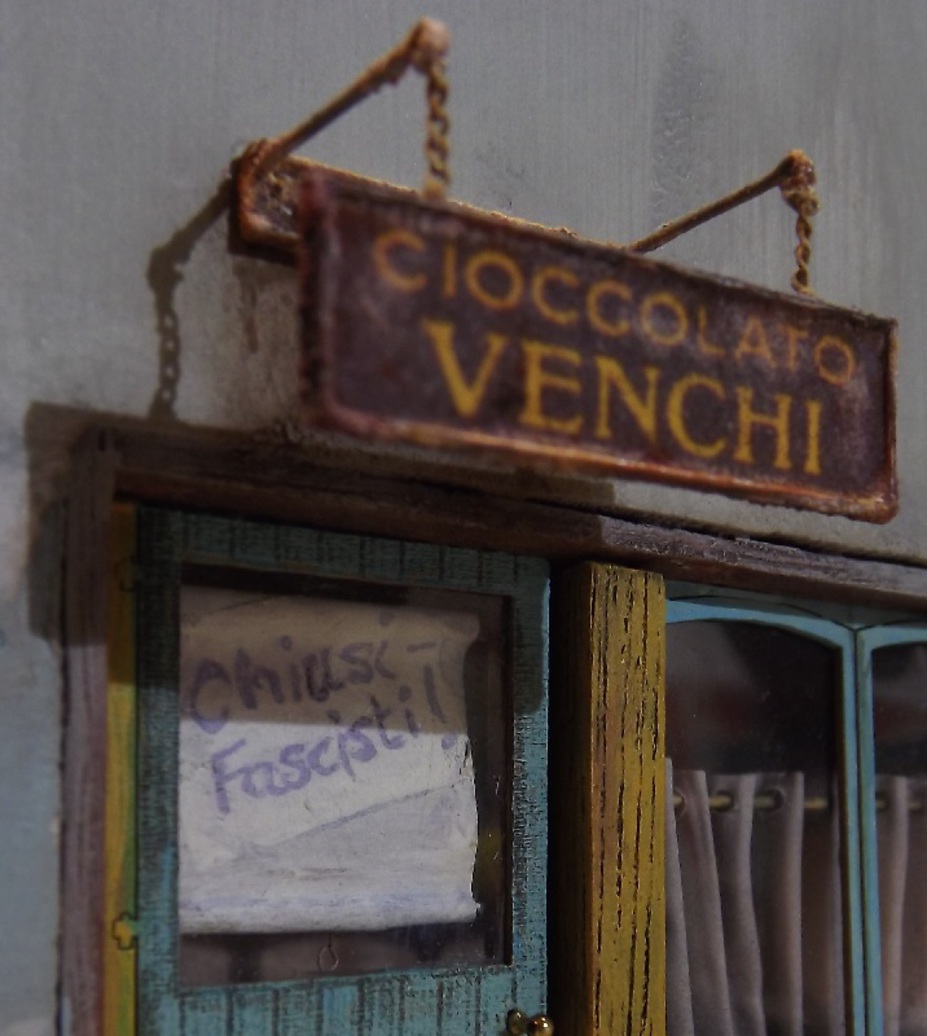 CIOCCOLATO
VENCHI
Chiusi-
Fascisti!